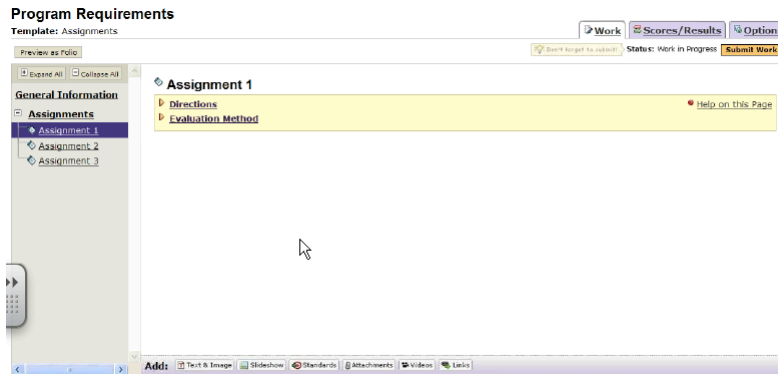 Program Requirements
Template: Assignments
Work Scores/Results Option
Preview as Folio
Don't forget to submit! Status: Work in Progress Submit Work
Expand All Collapse All
General Information
Assignments
Assignment 1
Assignment 2
Assignment 3
Assignment 1
Directions Help on this Page
Evaluation Method
Add: Text & Image Slideshow Standards Attachments Videos Links